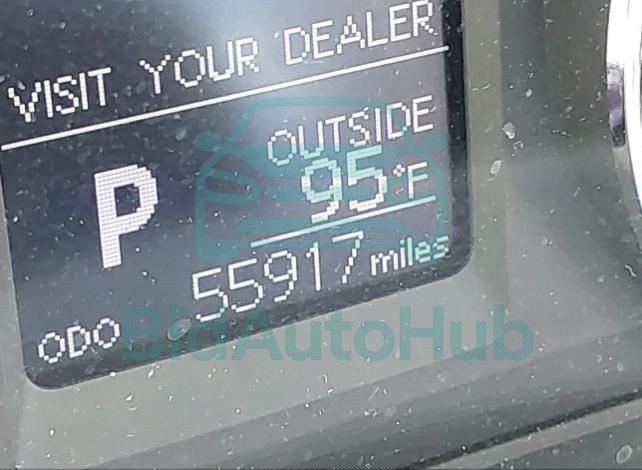 VISIT YOUR DEALER
OUTSIDE
P 95°F
ODO 55917 miles
BidAutoHub